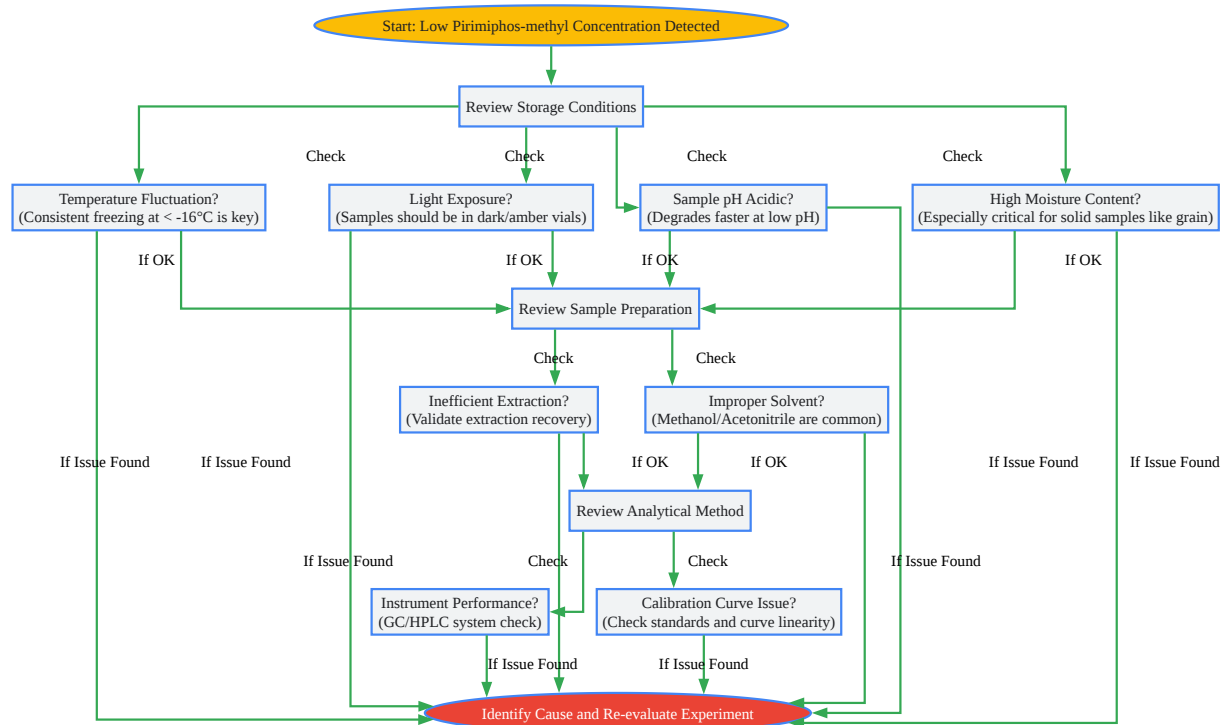 Start: Low Pirimiphos-methyl Concentration Detected
Review Storage Conditions
Check
Check
Check
Check
Temperature Fluctuation?
(Consistent freezing at < -16°C is key)
Light Exposure?
(Samples should be in dark/amber vials)
Sample pH Acidic?
(Degrades faster at low pH)
High Moisture Content?
(Especially critical for solid samples like grain)
If OK
If OK
If OK
If OK
Review Sample Preparation
Check
Check
Inefficient Extraction?
(Validate extraction recovery)
Improper Solvent?
(Methanol/Acetonitrile are common)
If Issue Found
If Issue Found
If OK
If OK
If Issue Found
If Issue Found
Review Analytical Method
If Issue Found
Check
Check
If Issue Found
Instrument Performance?
(GC/HPLC system check)
Calibration Curve Issue?
(Check standards and curve linearity)
If Issue Found
If Issue Found
Identify Cause and Re-evaluate Experiment